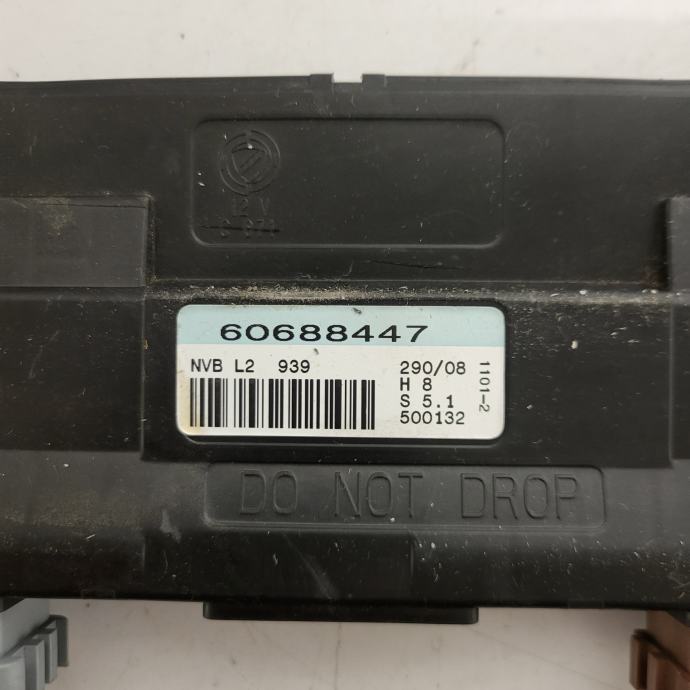 12 V
60688447
NVB L2 939
290/08
H 8
S 5.1
500132
1101-2
DO NOT DROP